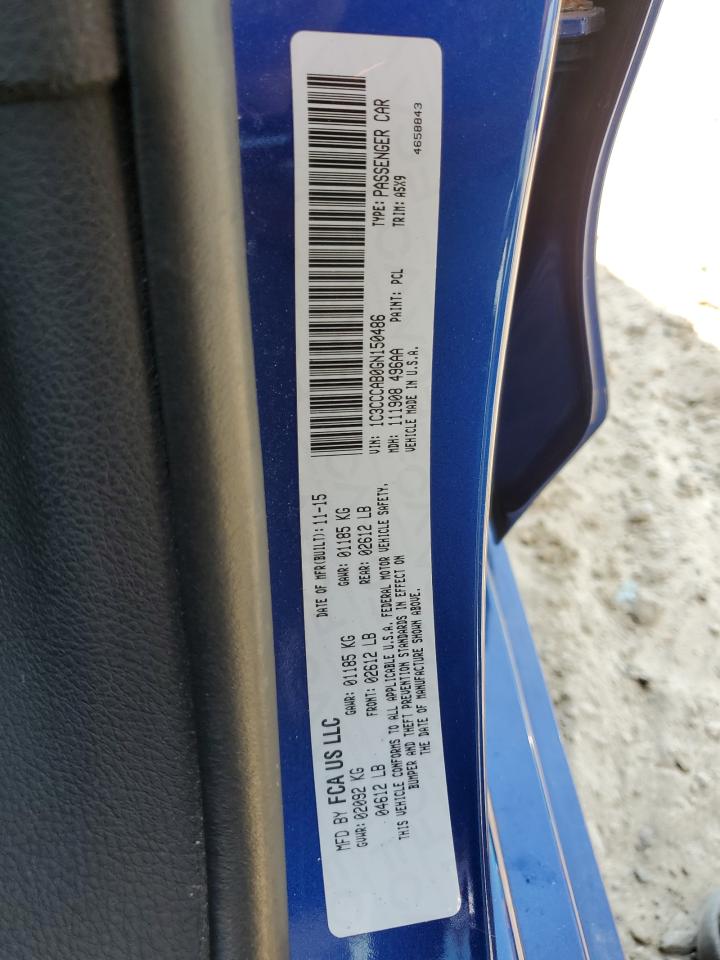 MFD BY FCA US LLC
DATE OF MFR(BUILT): 11-15
GVWR: 02092 KG
GAWR: 01185 KG
GAWR: 01185 KG
04612 LB
FRONT: 02612 LB
REAR: 02612 LB
THIS VEHICLE CONFORMS TO ALL APPLICABLE U.S.A. FEDERAL MOTOR VEHICLE SAFETY,
BUMPER AND THEFT PREVENTION STANDARDS IN EFFECT ON
THE DATE OF MANUFACTURE SHOWN ABOVE.
VIN: 1C3CCCAB0GN150486
TYPE: PASSENGER CAR
MDH: 111908 496AA
PAINT: PCL
TRIM: A5X9
VEHICLE MADE IN U.S.A.
4658843